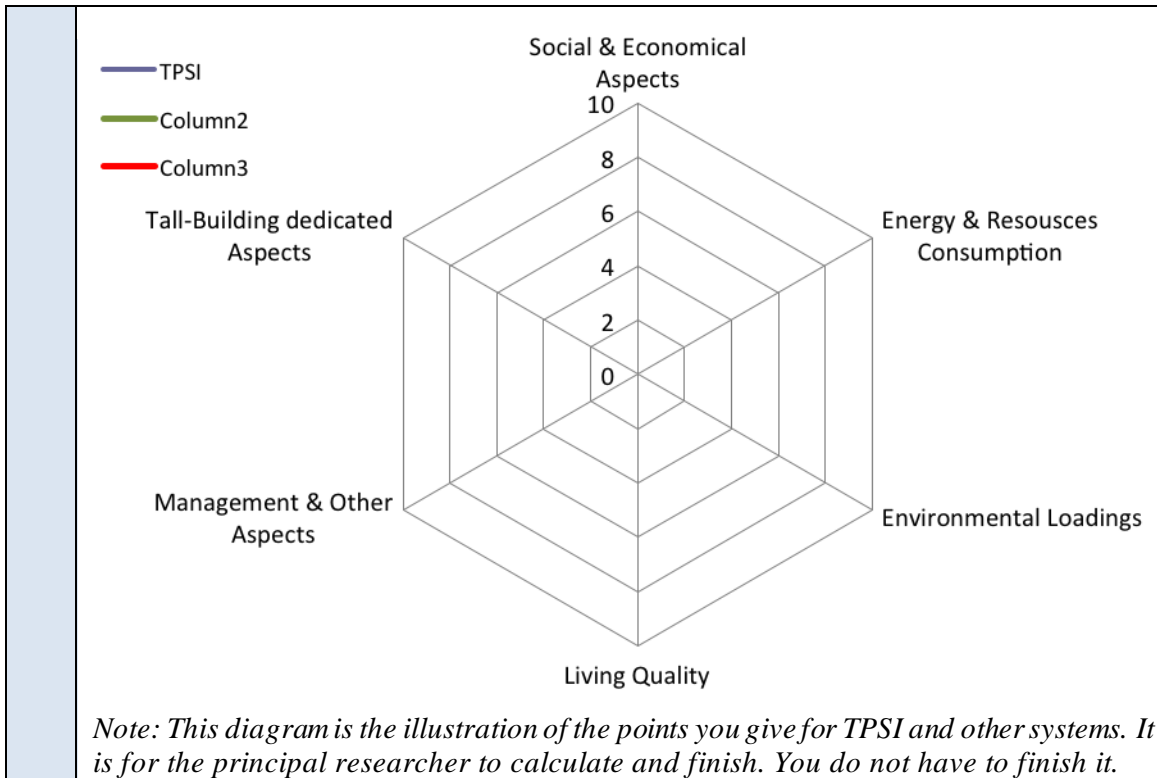 Social & Economical
Aspects
TPSI
Column2
Column3
10
8
6
4
2
0
Tall-Building dedicated
Aspects
Energy & Resousces
Consumption
Management & Other
Aspects
Environmental Loadings
Living Quality
Note: This diagram is the illustration of the points you give for TPSI and other systems. It
is for the principal researcher to calculate and finish. You do not have to finish it.